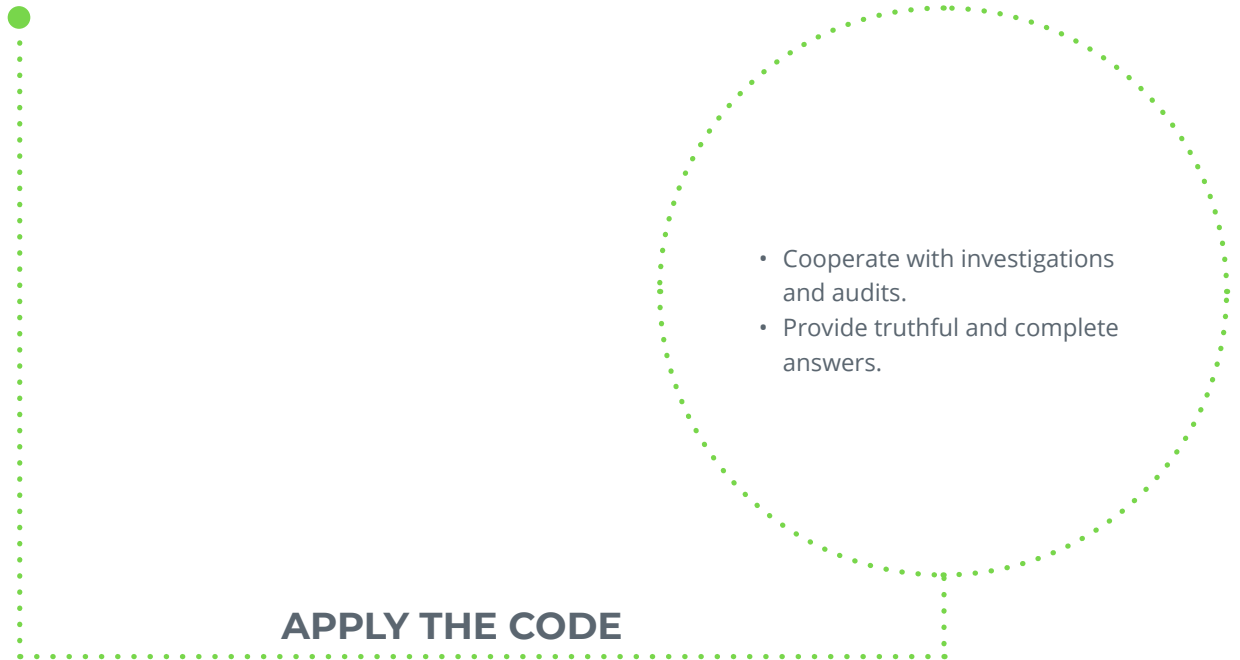 • Cooperate with investigations
and audits.
• Provide truthful and complete
answers.
APPLY THE CODE